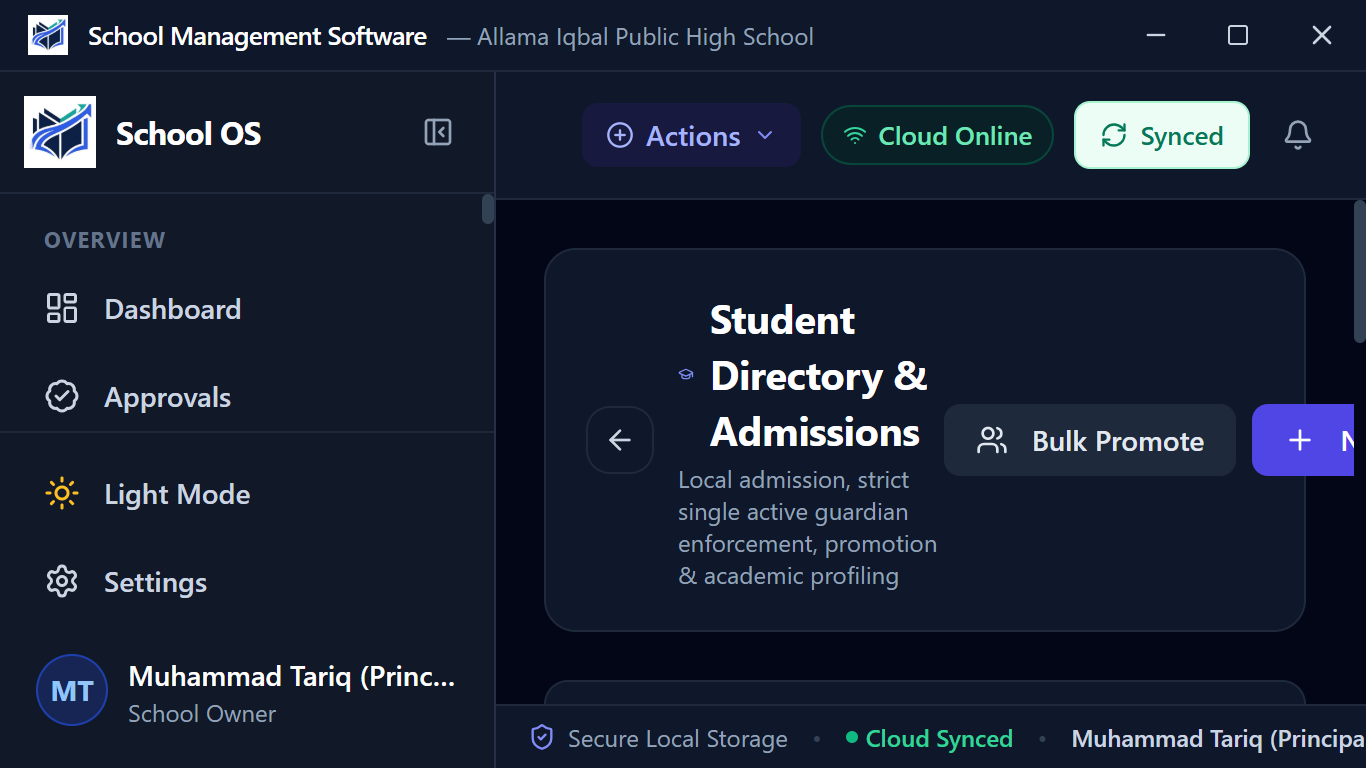 School Management Software — Allama Iqbal Public High School
School OS
Actions
Cloud Online
Synced
OVERVIEW
Dashboard
Approvals
Light Mode
Settings
MT
Muhammad Tariq (Princ...
School Owner
Student
Directory &
Admissions
Local admission, strict
single active guardian
enforcement, promotion
& academic profiling
Bulk Promote
Secure Local Storage • Cloud Synced • Muhammad Tariq (Principa